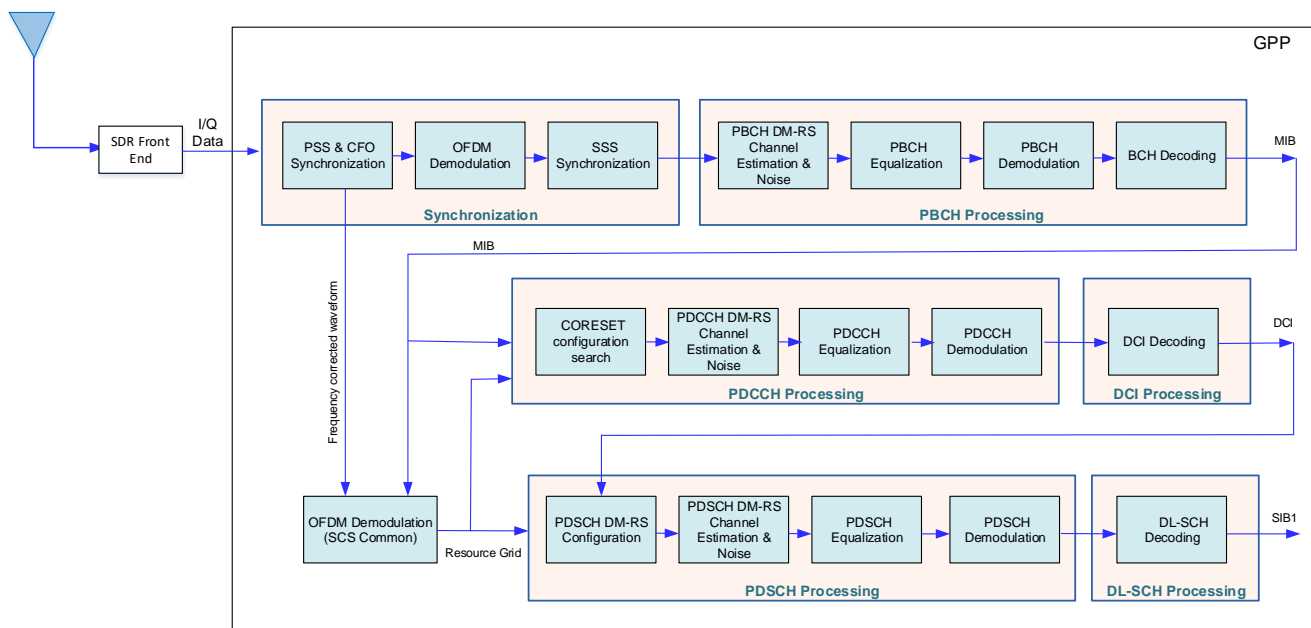 GPP
SDR Front
End
I/Q
Data
PSS & CFO
Synchronization
OFDM
Demodulation
SSS
Synchronization
Synchronization
PBCH DM-RS
Channel
Estimation &
Noise
PBCH
Equalization
PBCH
Demodulation
BCH Decoding
PBCH Processing
MIB
MIB
Frequency corrected waveform
CORESET
configuration
search
PDCCH DM-RS
Channel
Estimation &
Noise
PDCCH
Equalization
PDCCH
Demodulation
PDCCH Processing
DCI Decoding
DCI Processing
DCI
OFDM Demodulation
(SCS Common)
Resource Grid
PDSCH DM-RS
Configuration
PDSCH DM-RS
Channel
Estimation &
Noise
PDSCH
Equalization
PDSCH
Demodulation
PDSCH Processing
DL-SCH
Decoding
DL-SCH Processing
SIB1